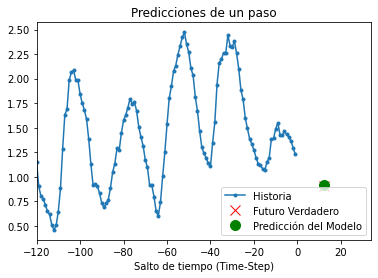 Predicciones de un paso
2.50
2.25
2.00
1.75
1.50
1.25
1.00
0.75
0.50
Historia
Futuro Verdadero
Predicción del Modelo
-120 -100 -80 -60 -40 -20 0 20
Salto de tiempo (Time-Step)